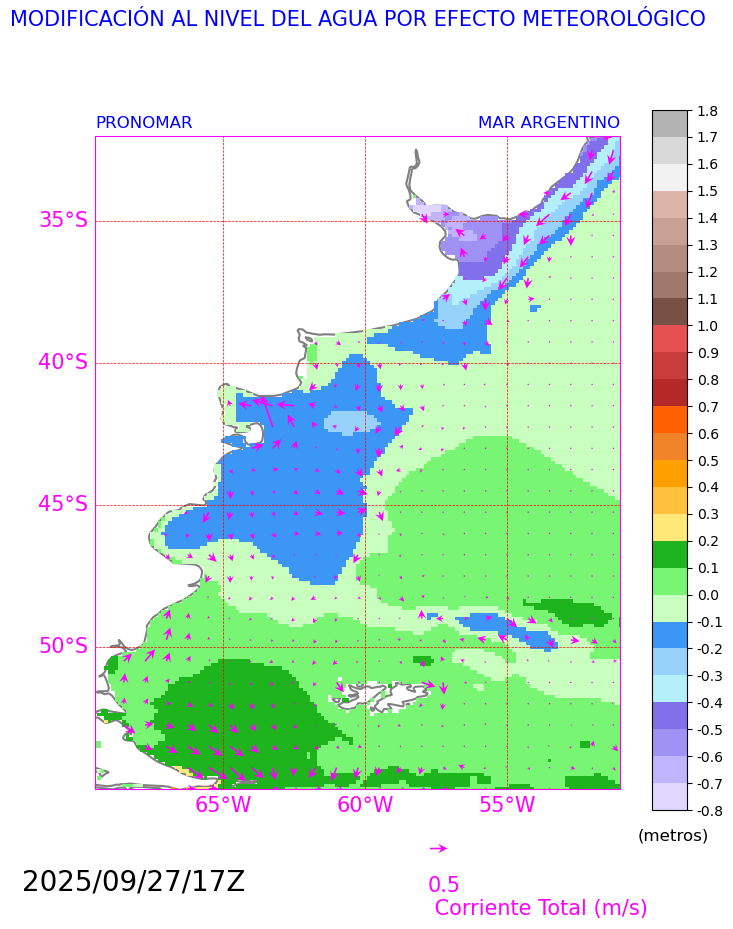 MODIFICACIÓN AL NIVEL DEL AGUA POR EFECTO METEOROLÓGICO
PRONOMAR MAR ARGENTINO
35°S
40°S
45°S
50°S
65°W 60°W 55°W
1.8
1.7
1.6
1.5
1.4
1.3
1.2
1.1
1.0
0.9
0.8
0.7
0.6
0.5
0.4
0.3
0.2
0.1
0.0
-0.1
-0.2
-0.3
-0.4
-0.5
-0.6
-0.7
-0.8
(metros)
2025/09/27/17Z
0.5
Corriente Total (m/s)